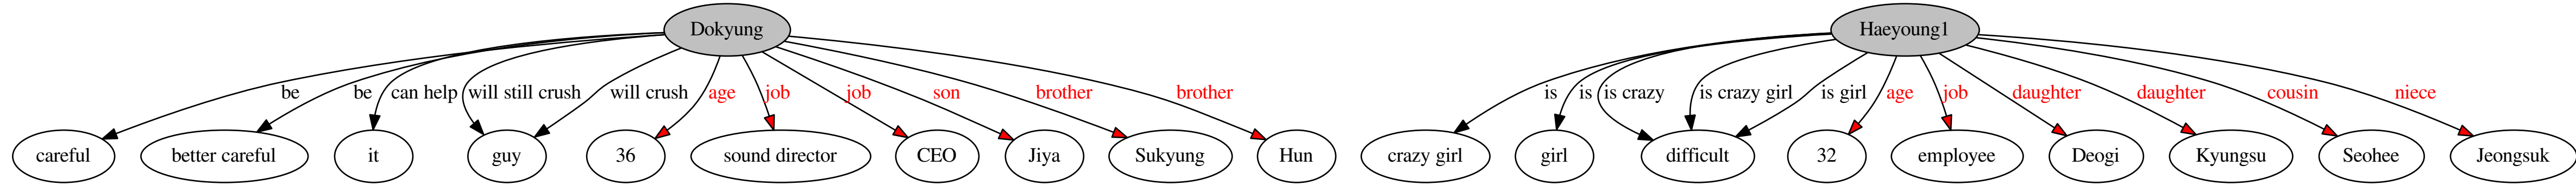 Dokyung Haeyoung1
be be can help will still crush will crush age job job son brother brother is is is crazy is crazy girl is girl age job daughter daughter cousin niece
careful better careful it guy 36 sound director CEO Jiya Sukyung Hun crazy girl girl difficult 32 employee Deogi Kyungsu Seohee Jeongsuk